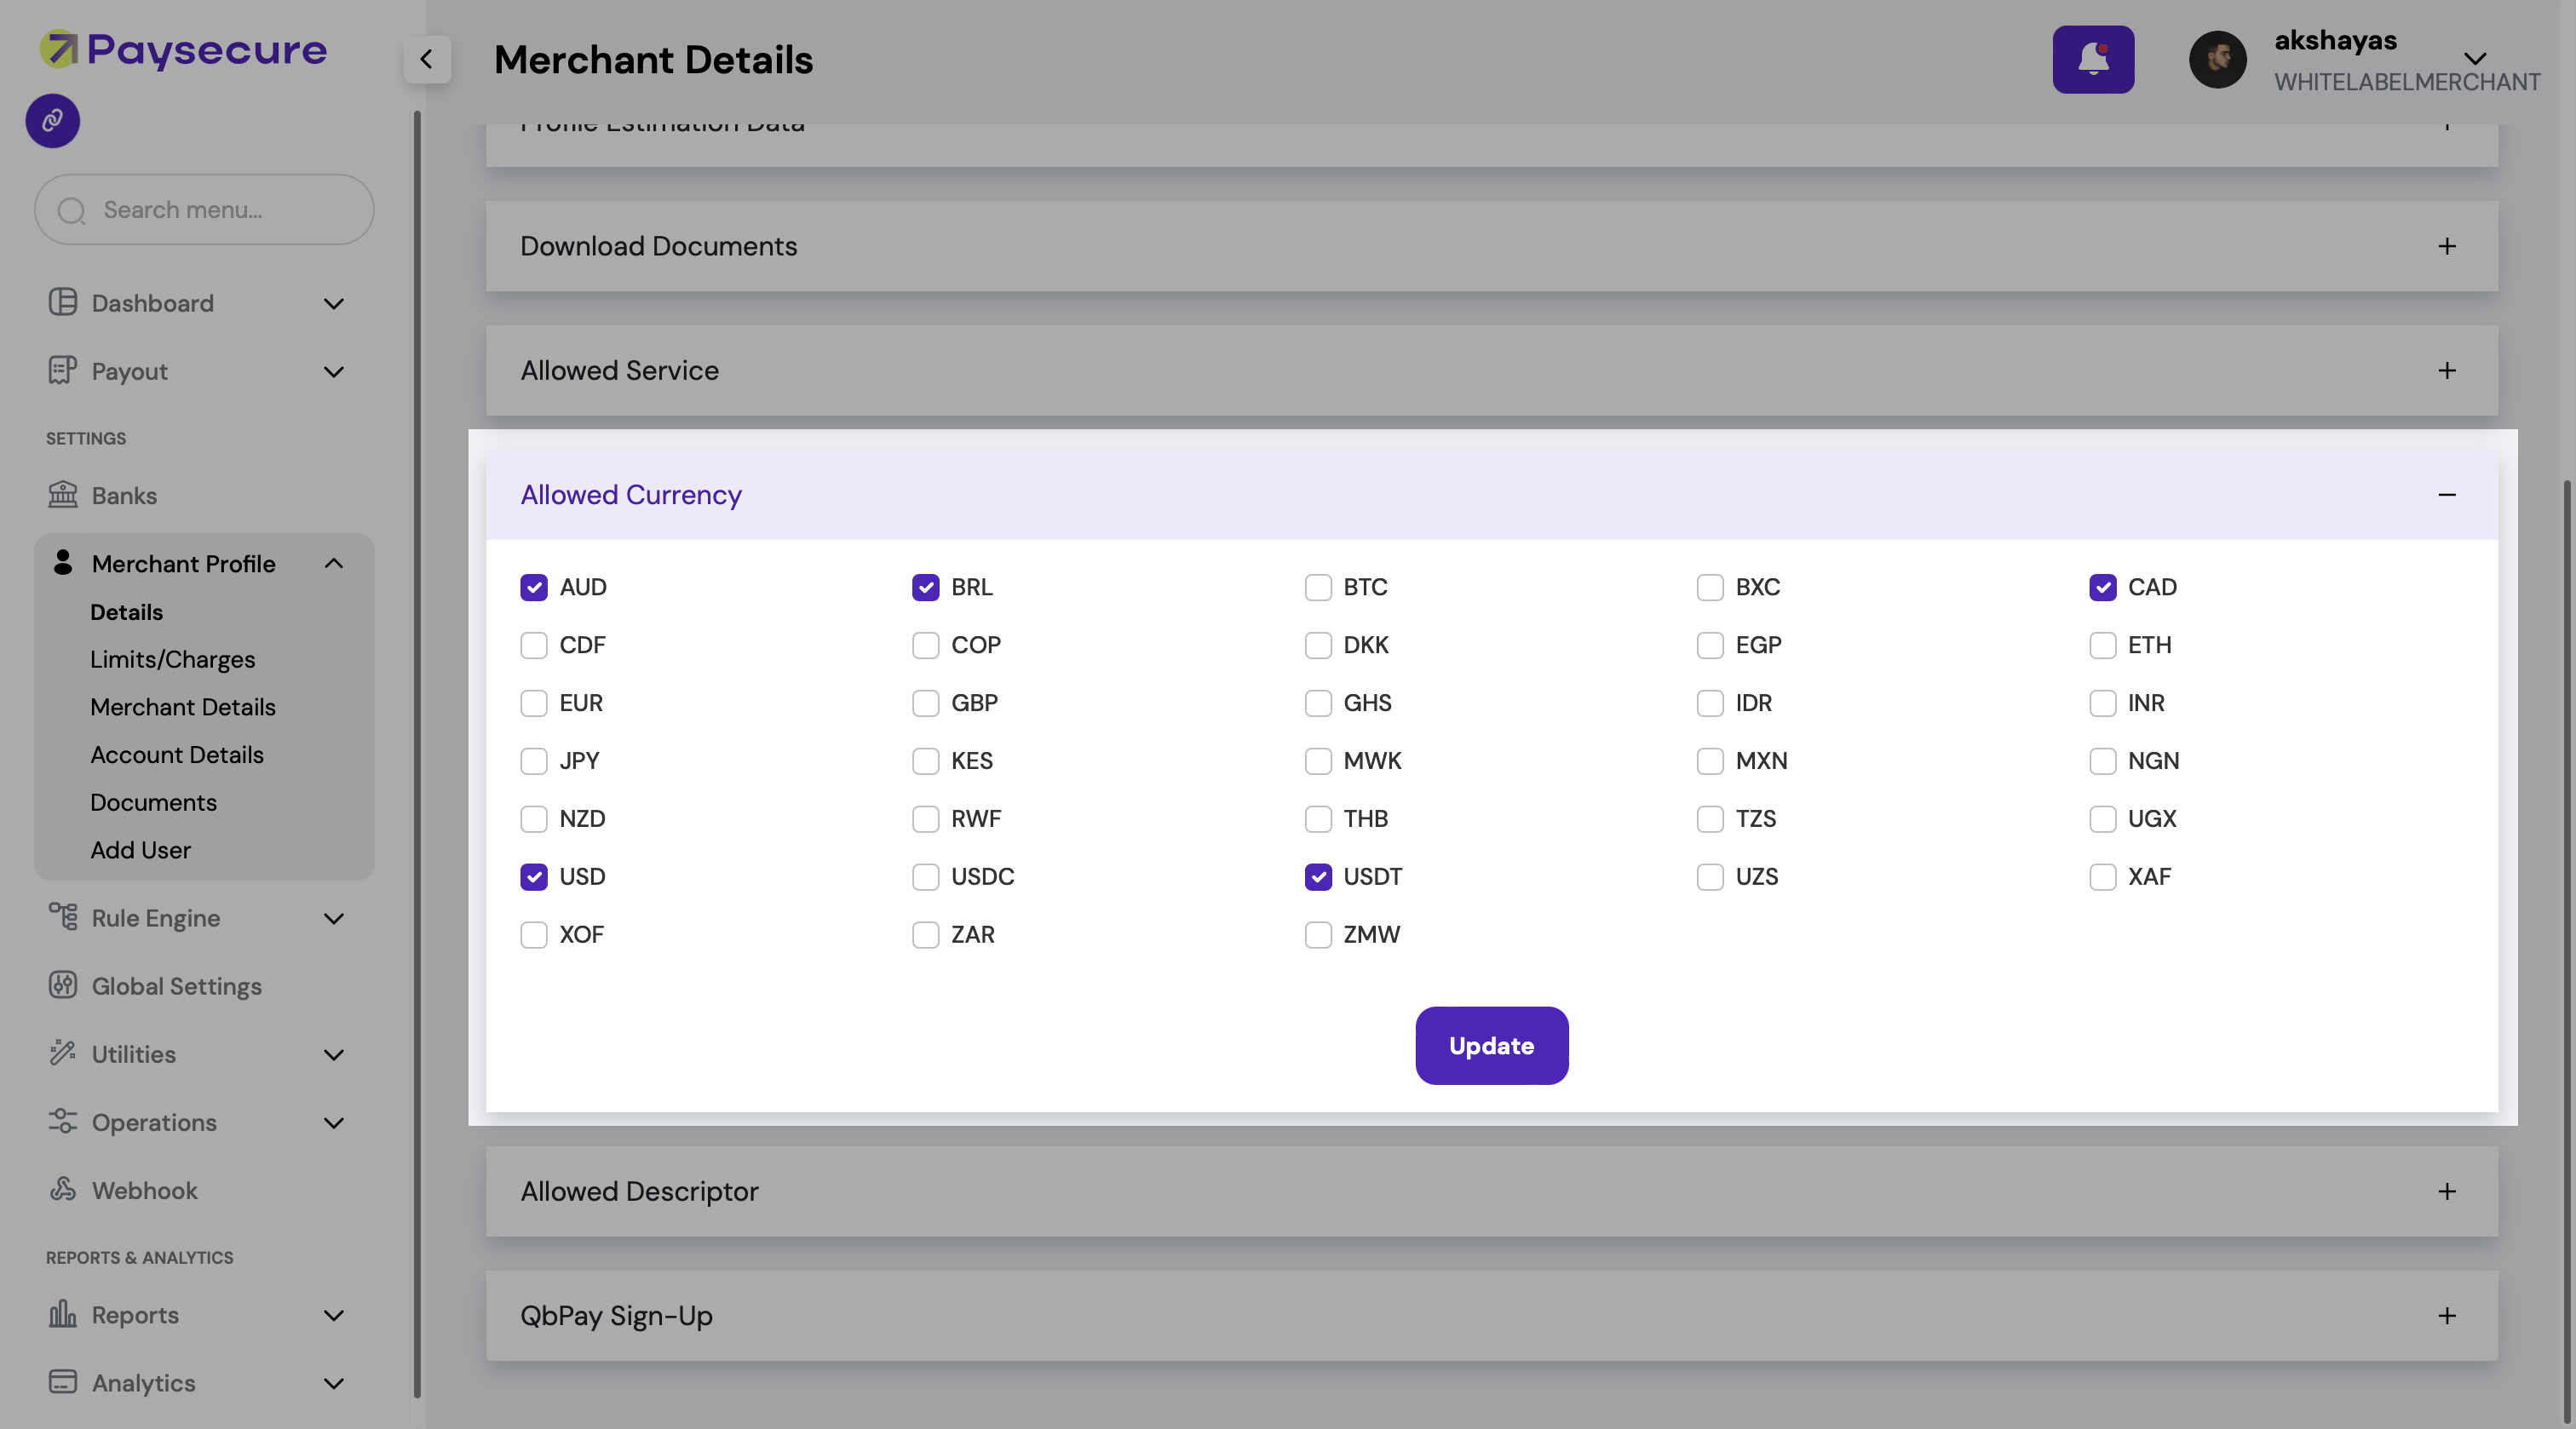 Paysecure
Merchant Details
akshayas
WHITELABELMERCHANT
Search menu...
Dashboard
Payout
SETTINGS
Banks
Merchant Profile
Details
Limits/Charges
Merchant Details
Account Details
Documents
Add User
Rule Engine
Global Settings
Utilities
Operations
Webhook
REPORTS & ANALYTICS
Reports
Analytics
Profile Estimation Data
Download Documents
Allowed Service
Allowed Currency
AUD BRL BTC BXC CAD
CDF COP DKK EGP ETH
EUR GBP GHS IDR INR
JPY KES MWK MXN NGN
NZD RWF THB TZS UGX
USD USDC USDT UZS XAF
XOF ZAR ZMW
Update
Allowed Descriptor
QbPay Sign-Up